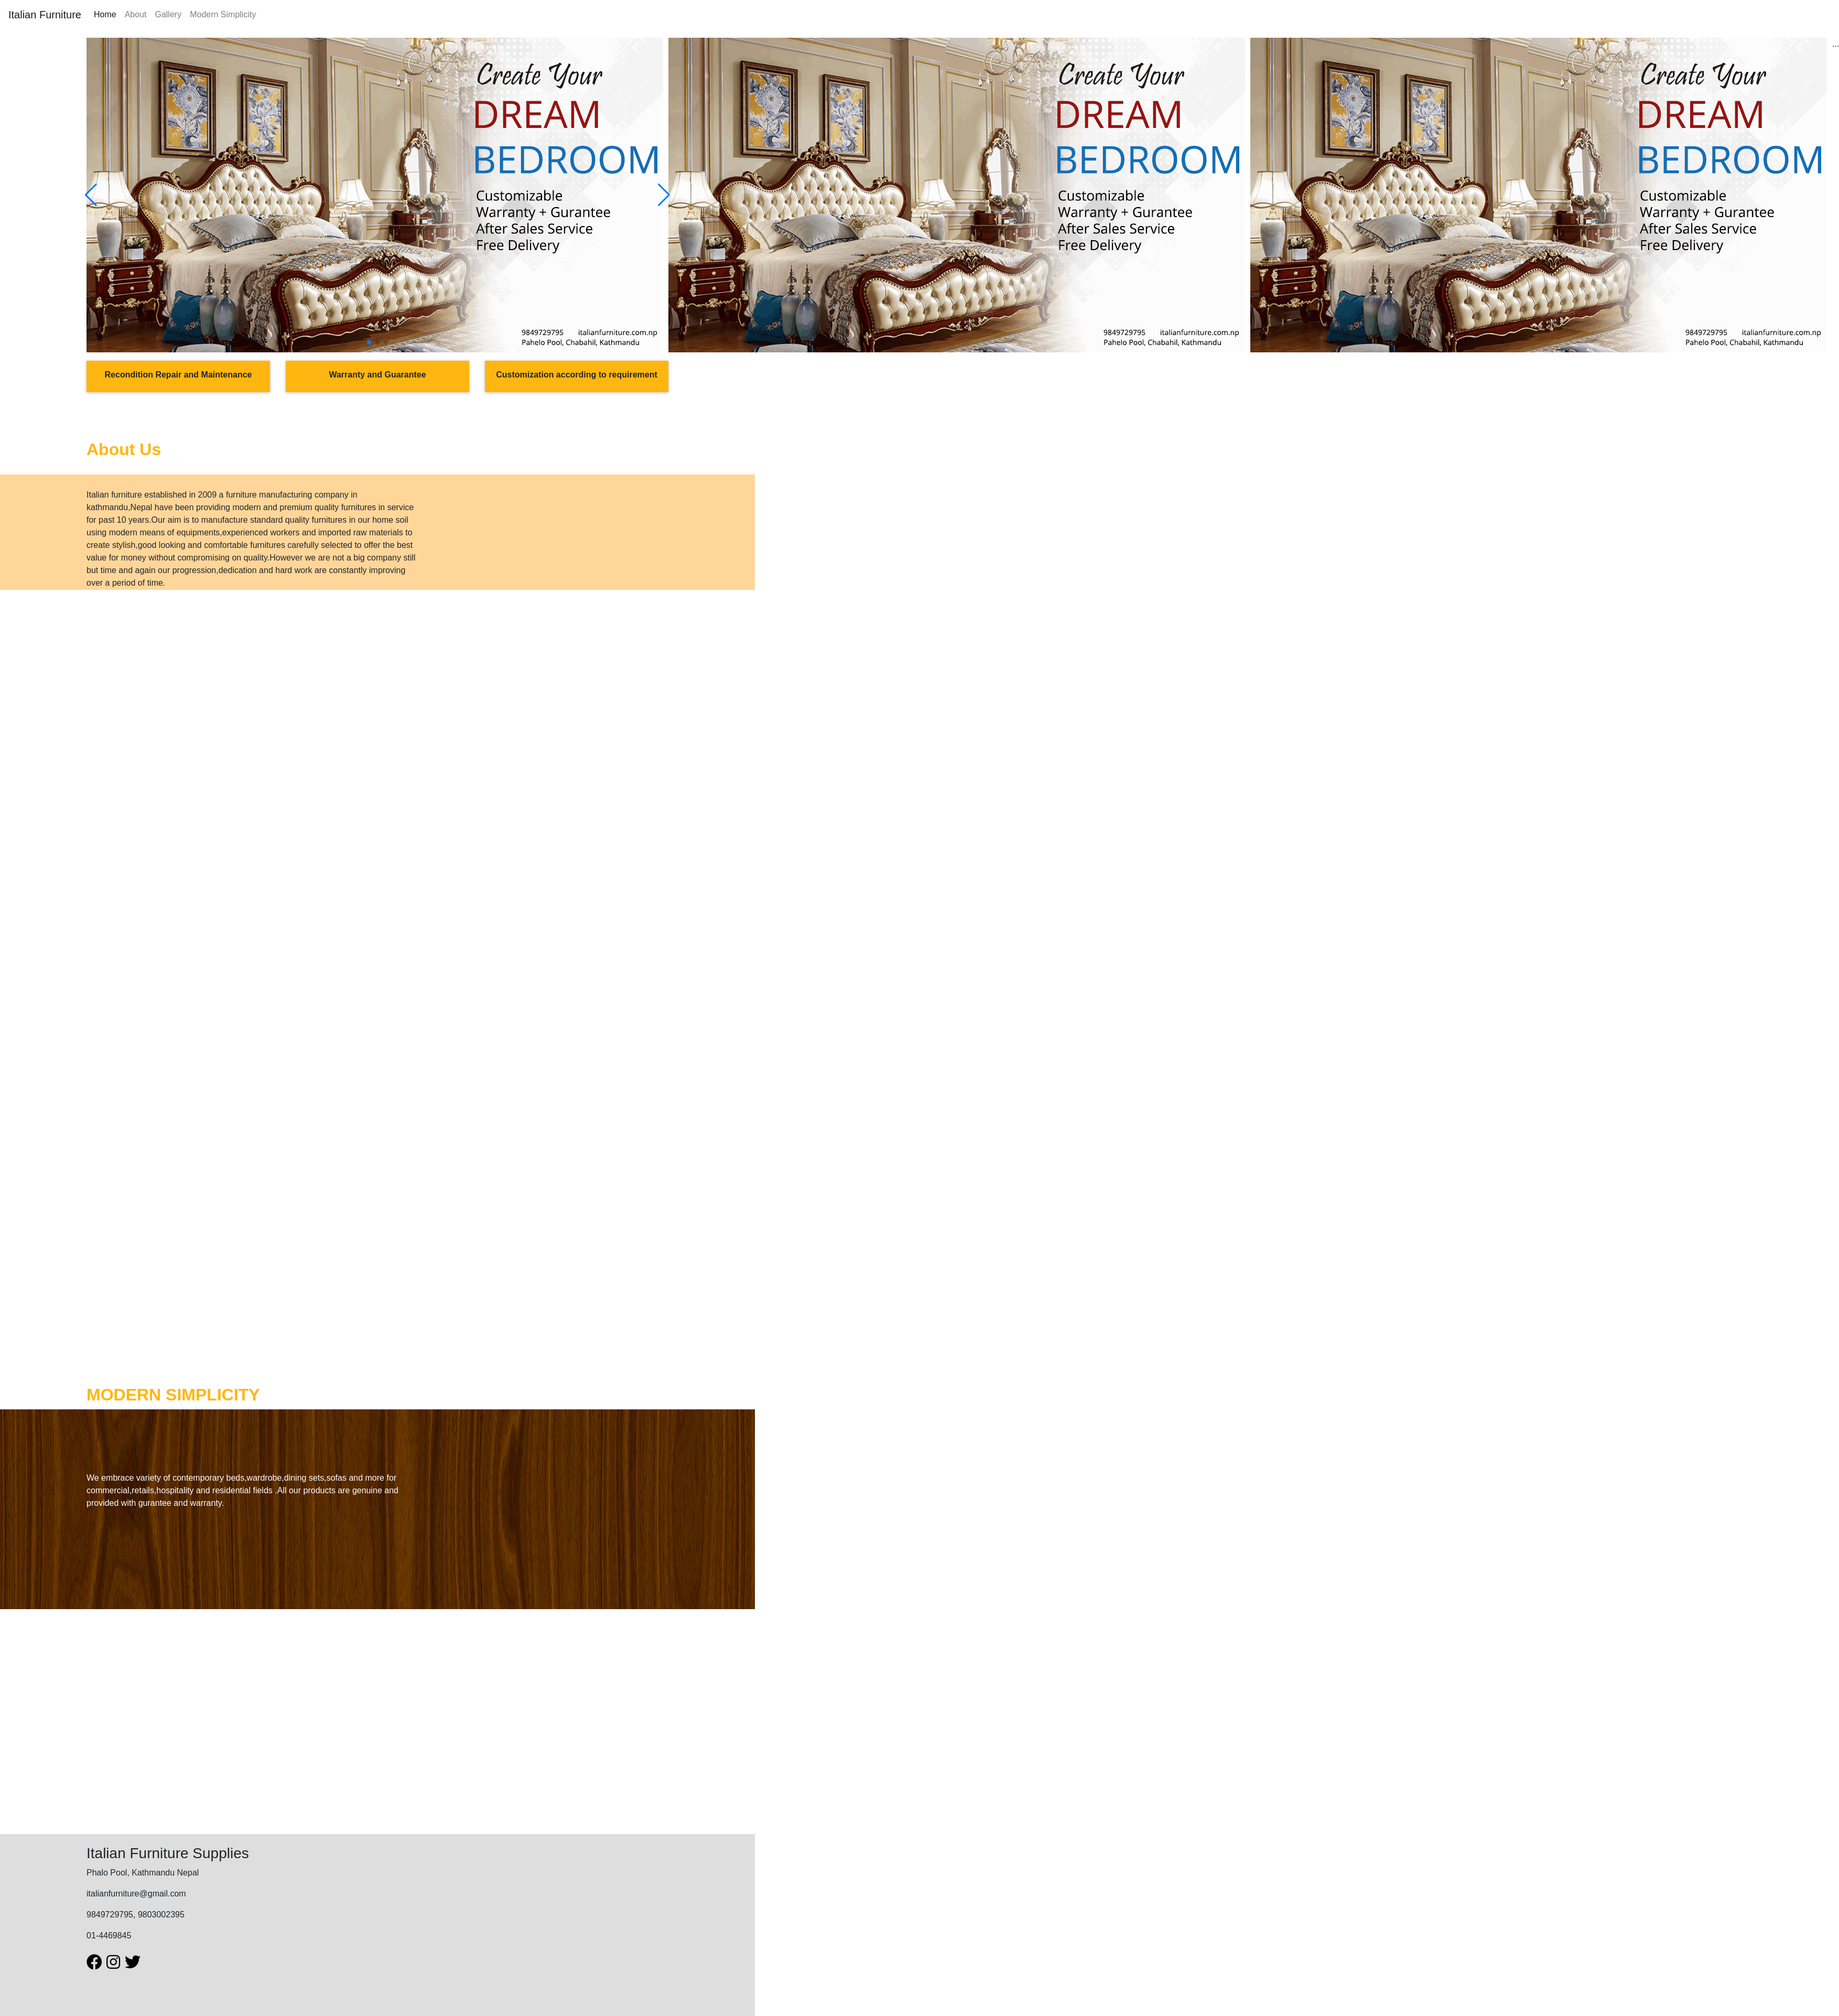 Italian Furniture Home About Gallery Modern Simplicity
Create Your
DREAM
BEDROOM
Customizable
Warranty + Gurantee
After Sales Service
Free Delivery
9849729795 italianfurniture.com.np
Pahelo Pool, Chabahil, Kathmandu
Create Your
DREAM
BEDROOM
Customizable
Warranty + Gurantee
After Sales Service
Free Delivery
9849729795 italianfurniture.com.np
Pahelo Pool, Chabahil, Kathmandu
Create Your
DREAM
BEDROOM
Customizable
Warranty + Gurantee
After Sales Service
Free Delivery
9849729795 italianfurniture.com.np
Pahelo Pool, Chabahil, Kathmandu
...
Recondition Repair and Maintenance
Warranty and Guarantee
Customization according to requirement
About Us
Italian furniture established in 2009 a furniture manufacturing company in
kathmandu,Nepal have been providing modern and premium quality furnitures in service
for past 10 years.Our aim is to manufacture standard quality furnitures in our home soil
using modern means of equipments,experienced workers and imported raw materials to
create stylish,good looking and comfortable furnitures carefully selected to offer the best
value for money without compromising on quality.However we are not a big company still
but time and again our progression,dedication and hard work are constantly improving
over a period of time.
MODERN SIMPLICITY
We embrace variety of contemporary beds,wardrobe,dining sets,sofas and more for
commercial,retails,hospitality and residential fields .All our products are genuine and
provided with gurantee and warranty.
Italian Furniture Supplies
Phalo Pool, Kathmandu Nepal
italianfurniture@gmail.com
9849729795, 9803002395
01-4469845